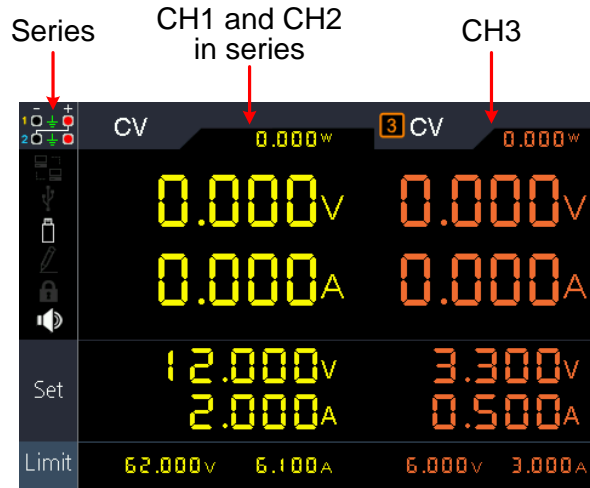 Series
CH1 and CH2
in series
CH3
- +
1
2
CV
0.000W
3 CV
0.000W
0.000V
0.000V
0.000A
0.000A
Set
12.000V
3.300V
2.000A
0.500A
Limit
62.000V
6.100A
6.000V
3.000A